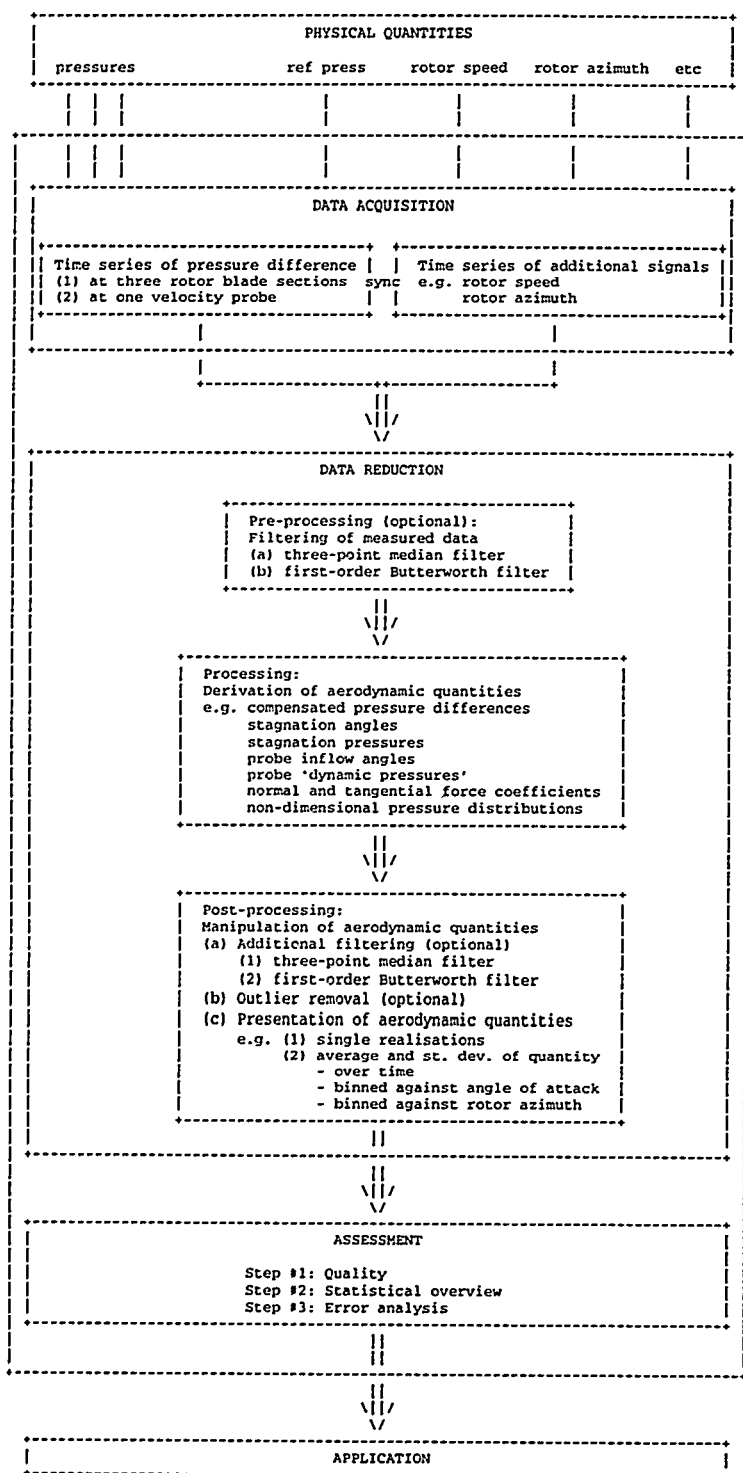 PHYSICAL QUANTITIES
pressures ref press rotor speed rotor azimuth etc
DATA ACQUISITION
Time series of pressure difference
(1) at three rotor blade sections
(2) at one velocity probe
sync
Time series of additional signals
e.g. rotor speed
rotor azimuth
DATA REDUCTION
Pre-processing (optional):
Filtering of measured data
(a) three-point median filter
(b) first-order Butterworth filter
Processing:
Derivation of aerodynamic quantities
e.g. compensated pressure differences
stagnation angles
stagnation pressures
probe inflow angles
probe 'dynamic pressures'
normal and tangential force coefficients
non-dimensional pressure distributions
Post-processing:
Manipulation of aerodynamic quantities
(a) Additional filtering (optional)
(1) three-point median filter
(2) first-order Butterworth filter
(b) Outlier removal (optional)
(c) Presentation of aerodynamic quantities
e.g. (1) single realisations
(2) average and st. dev. of quantity
- over time
- binned against angle of attack
- binned against rotor azimuth
ASSESSMENT
Step #1: Quality
Step #2: Statistical overview
Step #3: Error analysis
APPLICATION